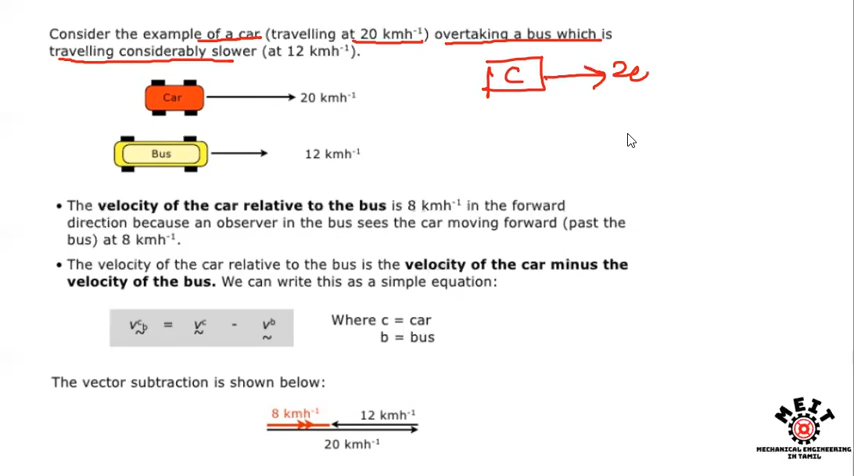 Consider the example of a car (travelling at 20 kmh⁻¹) overtaking a bus which is
travelling considerably slower (at 12 kmh⁻¹).
C
Car
20 kmh⁻¹
Bus
12 kmh⁻¹
• The velocity of the car relative to the bus is 8 kmh⁻¹ in the forward
direction because an observer in the bus sees the car moving forward (past the
bus) at 8 kmh⁻¹.
• The velocity of the car relative to the bus is the velocity of the car minus the
velocity of the bus. We can write this as a simple equation:
vᶜb = vᶜ - vᵇ
Where c = car
b = bus
The vector subtraction is shown below:
8 kmh⁻¹
12 kmh⁻¹
20 kmh⁻¹
MEIT
MECHANICAL ENGINEERING
IN TAMIL